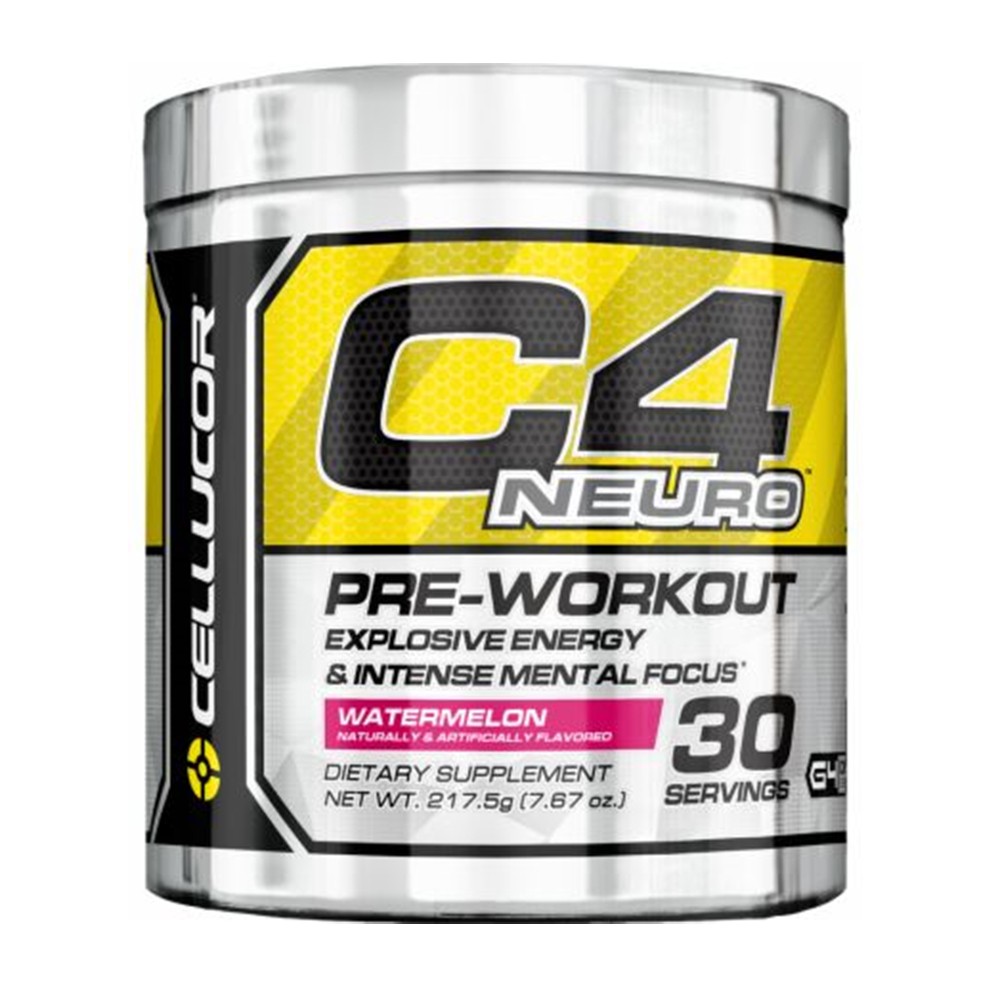 CELLUCOR®
C4
NEURO™
PRE-WORKOUT
EXPLOSIVE ENERGY
& INTENSE MENTAL FOCUS*
WATERMELON
NATURALLY & ARTIFICIALLY FLAVORED
30
SERVINGS
DIETARY SUPPLEMENT
NET WT. 217.5g (7.67 oz.)